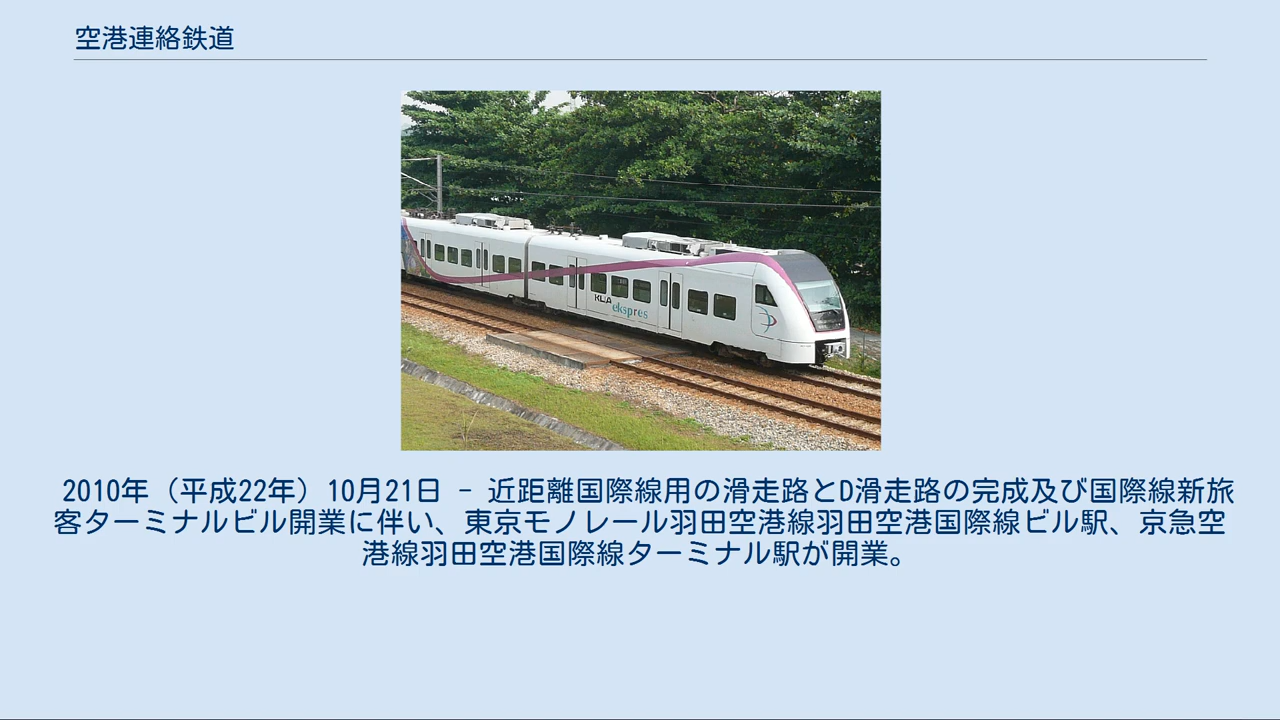 空港連絡鉄道
KLIA
ekspres
2010年（平成22年）10月21日 - 近距離国際線用の滑走路とD滑走路の完成及び国際線新旅
客ターミナルビル開業に伴い、東京モノレール羽田空港線羽田空港国際線ビル駅、京急空
港線羽田空港国際線ターミナル駅が開業。